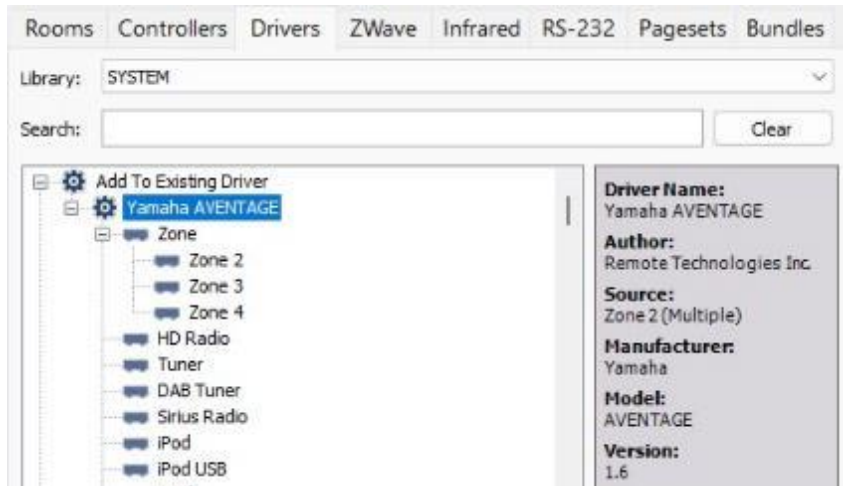 Rooms Controllers Drivers ZWave Infrared RS-232 Pagesets Bundles
Library: SYSTEM
Search: Clear
Add To Existing Driver
Yamaha AVENTAGE
Zone
Zone 2
Zone 3
Zone 4
HD Radio
Tuner
DAB Tuner
Sirius Radio
iPod
iPod USB
Driver Name:
Yamaha AVENTAGE
Author:
Remote Technologies Inc.
Source:
Zone 2 (Multiple)
Manufacturer:
Yamaha
Model:
AVENTAGE
Version:
1.6